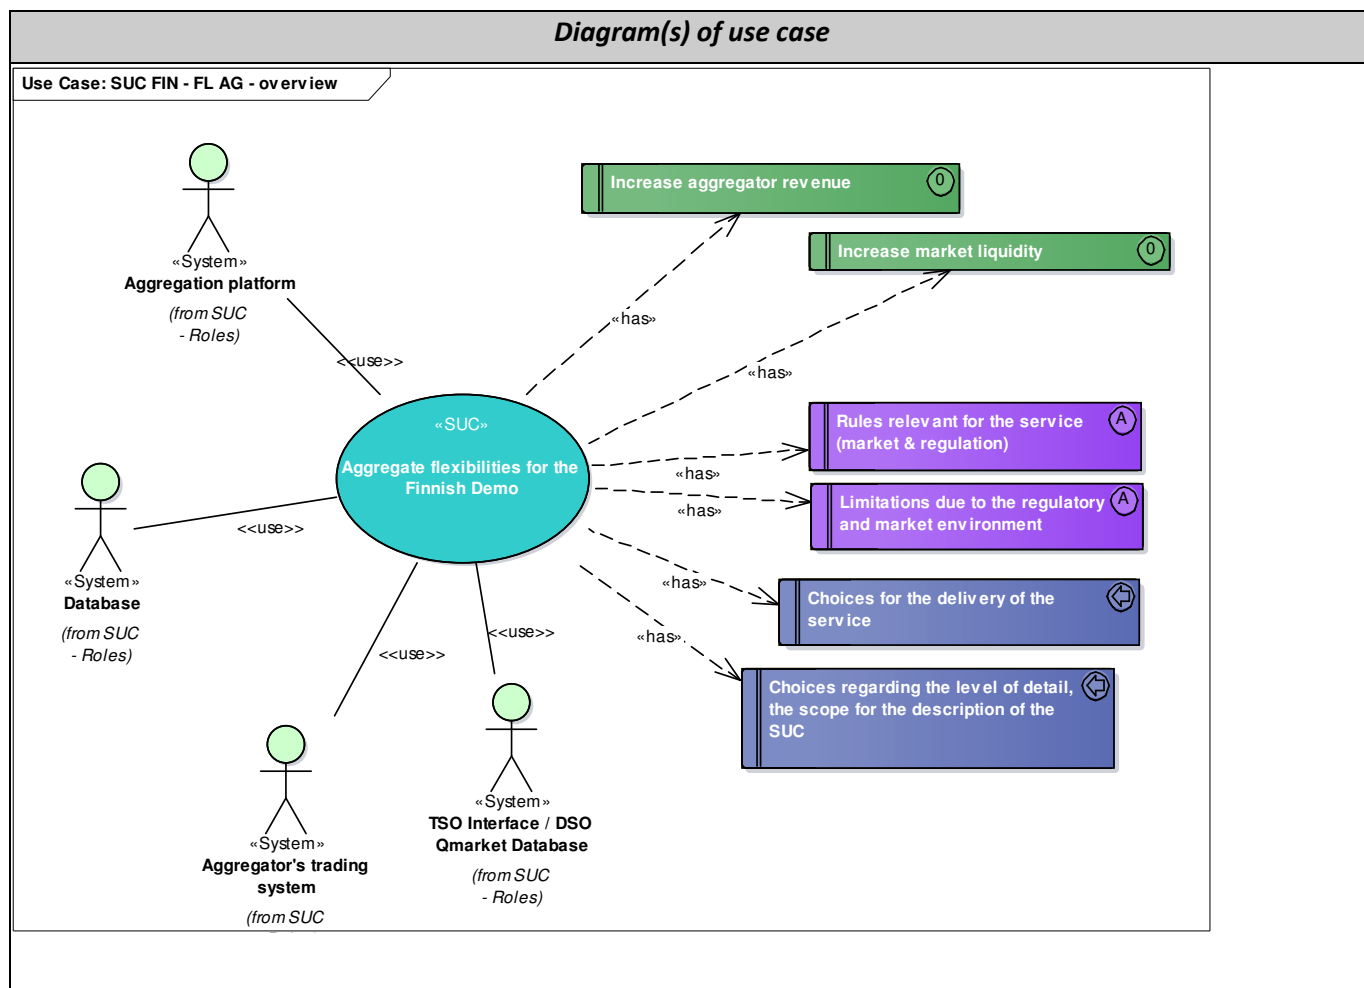 Diagram(s) of use case
Use Case: SUC FIN - FL AG - overview
«System»
Aggregation platform
(from SUC
- Roles)
<<use>>
Increase aggregator revenue
0
«has»
Increase market liquidity
0
«has»
«SUC»
Aggregate flexibilities for the
Finnish Demo
Rules relevant for the service
(market & regulation)
A
«has»
Limitations due to the regulatory
and market environment
A
«has»
«System»
Database
(from SUC
- Roles)
<<use>>
Choices for the delivery of the
service
«has»
Choices regarding the level of detail,
the scope for the description of the
SUC
«has»
<<use>>
<<use>>
«System»
Aggregator's trading
system
(from SUC
«System»
TSO Interface / DSO
Qmarket Database
(from SUC
- Roles)